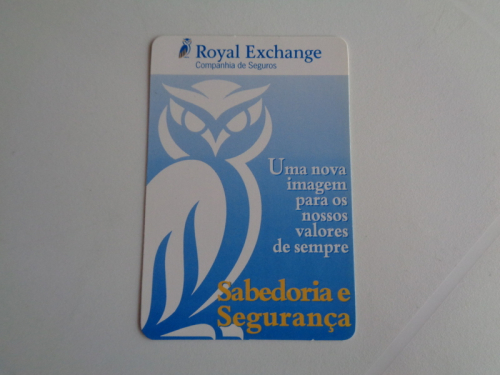 Royal Exchange
Companhia de Seguros
Uma nova
imagem
para os
nossos
valores
de sempre
Sabedoria e
Segurança